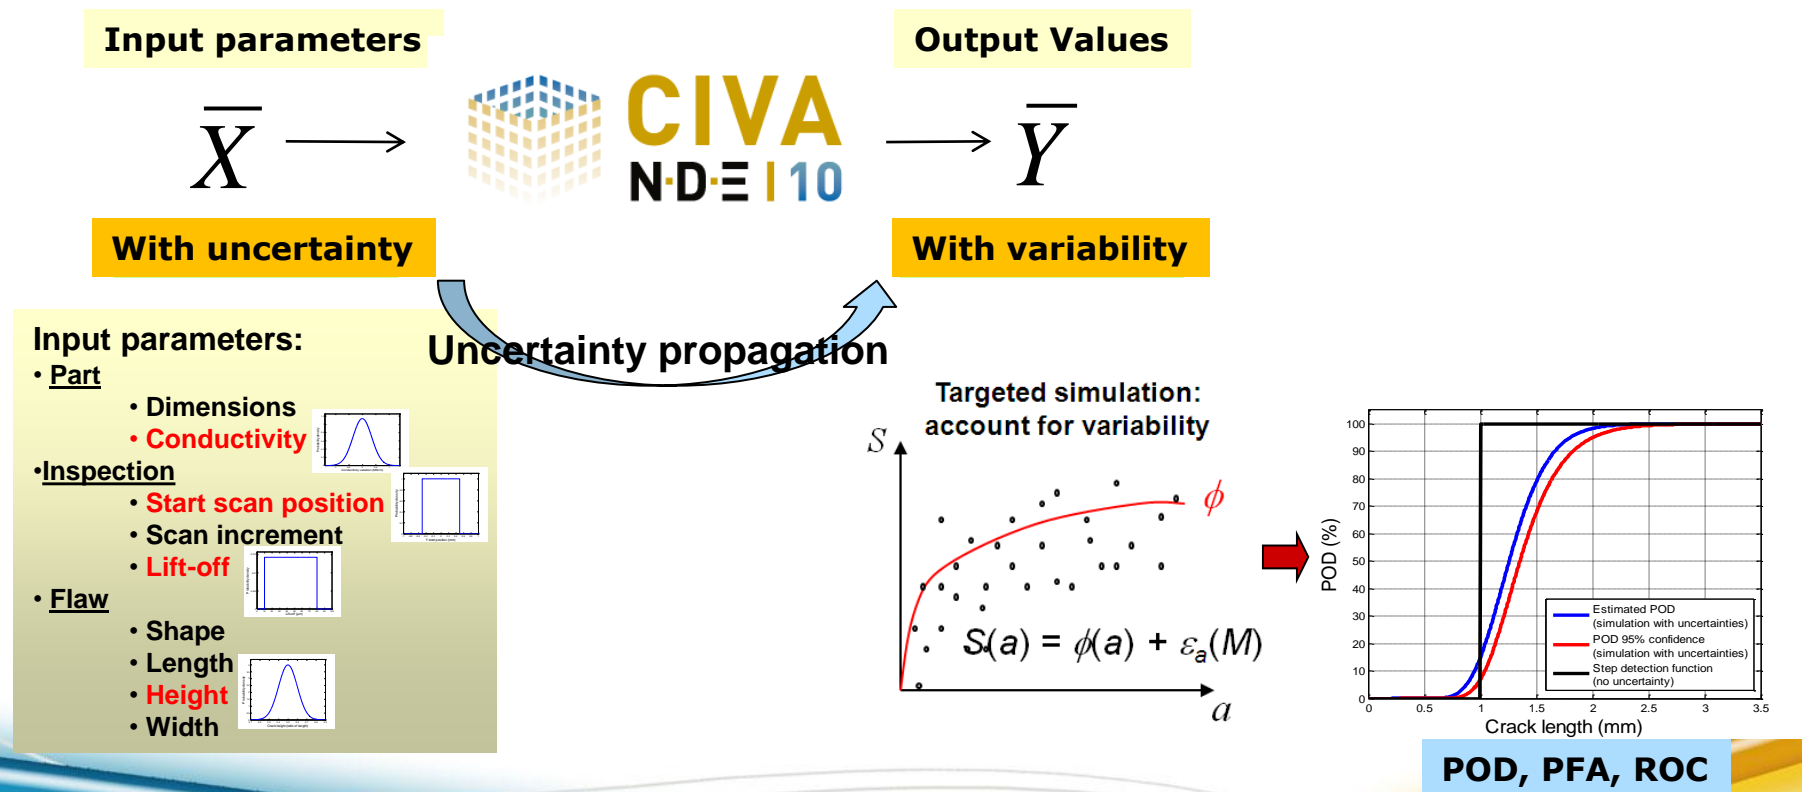 Input parameters
Output Values
X
CIVA
N·D·E | 10
Y
With uncertainty
With variability
Uncertainty propagation
Input parameters:
• Part
• Dimensions
• Conductivity
•Inspection
• Start scan position
• Scan increment
• Lift-off
• Flaw
• Shape
• Length
• Height
• Width
Targeted simulation:
account for variability
S
ϕ
S(a) = ϕ(a) + εa(M)
a
POD (%)
100
90
80
70
60
50
40
30
20
10
0
Estimated POD
(simulation with uncertainties)
POD 95% confidence
(simulation with uncertainties)
Step detection function
(no uncertainty)
0 0.5 1 1.5 2 2.5 3 3.5
Crack length (mm)
POD, PFA, ROC